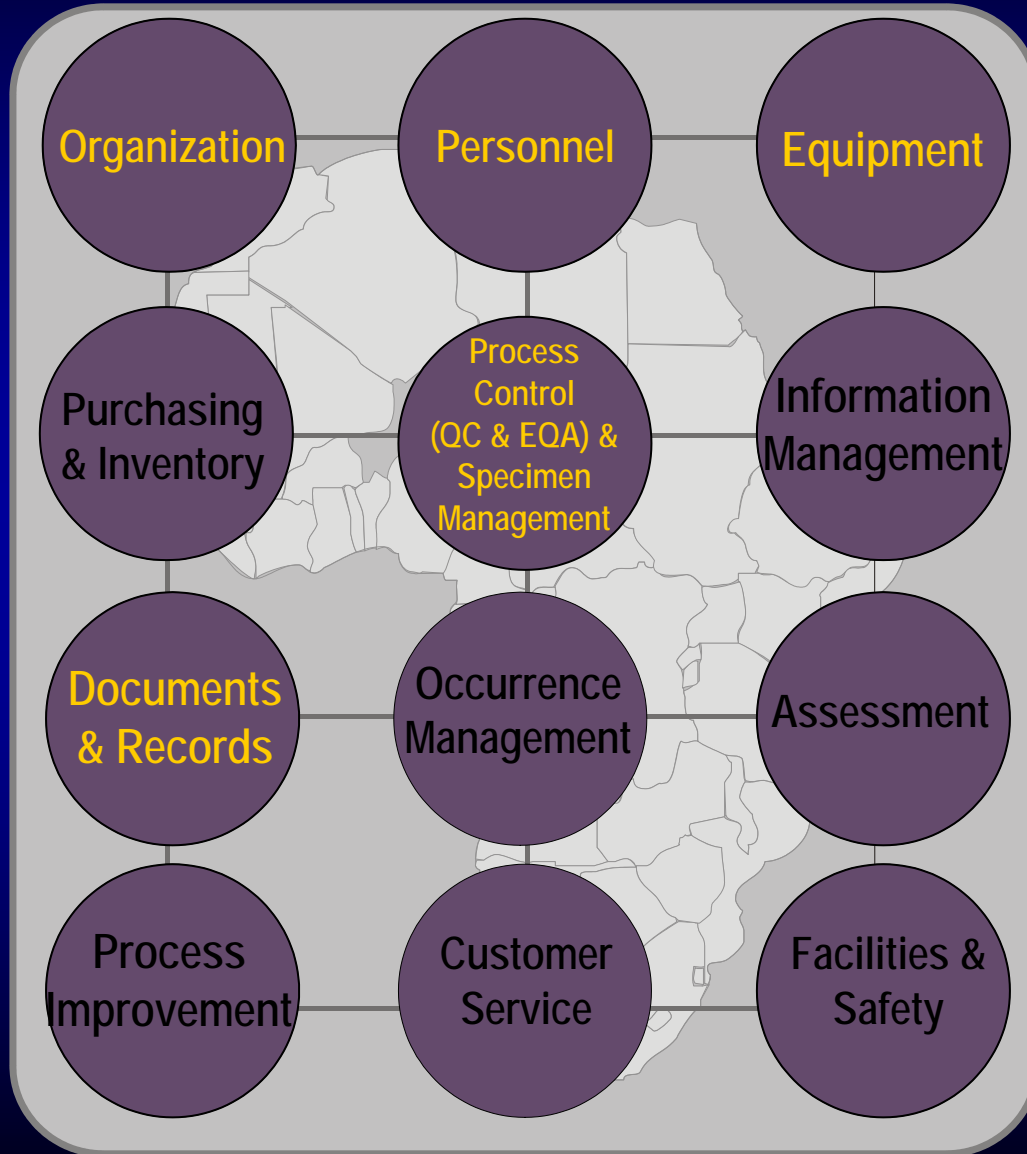 Organization
Personnel
Equipment
Purchasing
& Inventory
Process
Control
(QC & EQA) &
Specimen
Management
Information
Management
Documents
& Records
Occurrence
Management
Assessment
Process
Improvement
Customer
Service
Facilities &
Safety